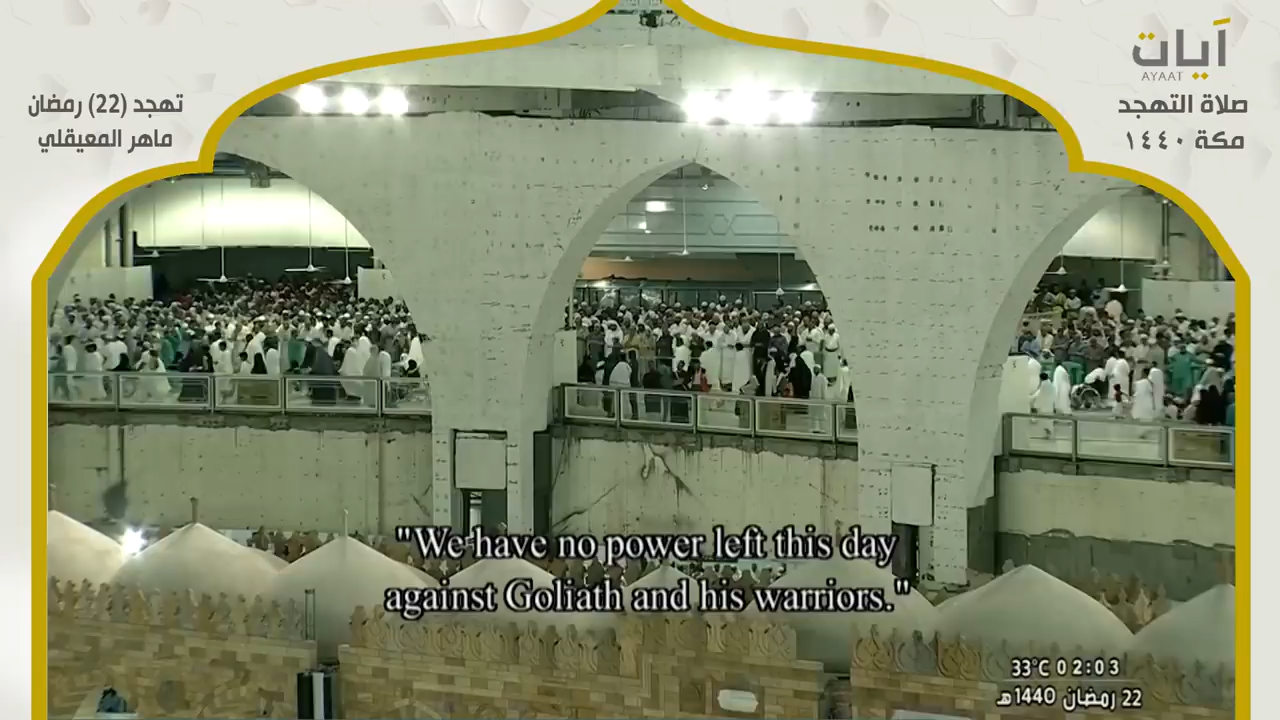 آيات
AYAAT
صلاة التهجد
مكة ١٤٤٠
تهجد (22) رمضان
ماهر المعيقلي
"We have no power left this day
against Goliath and his warriors."
33°C 02:03
22 رمضان 1440هـ